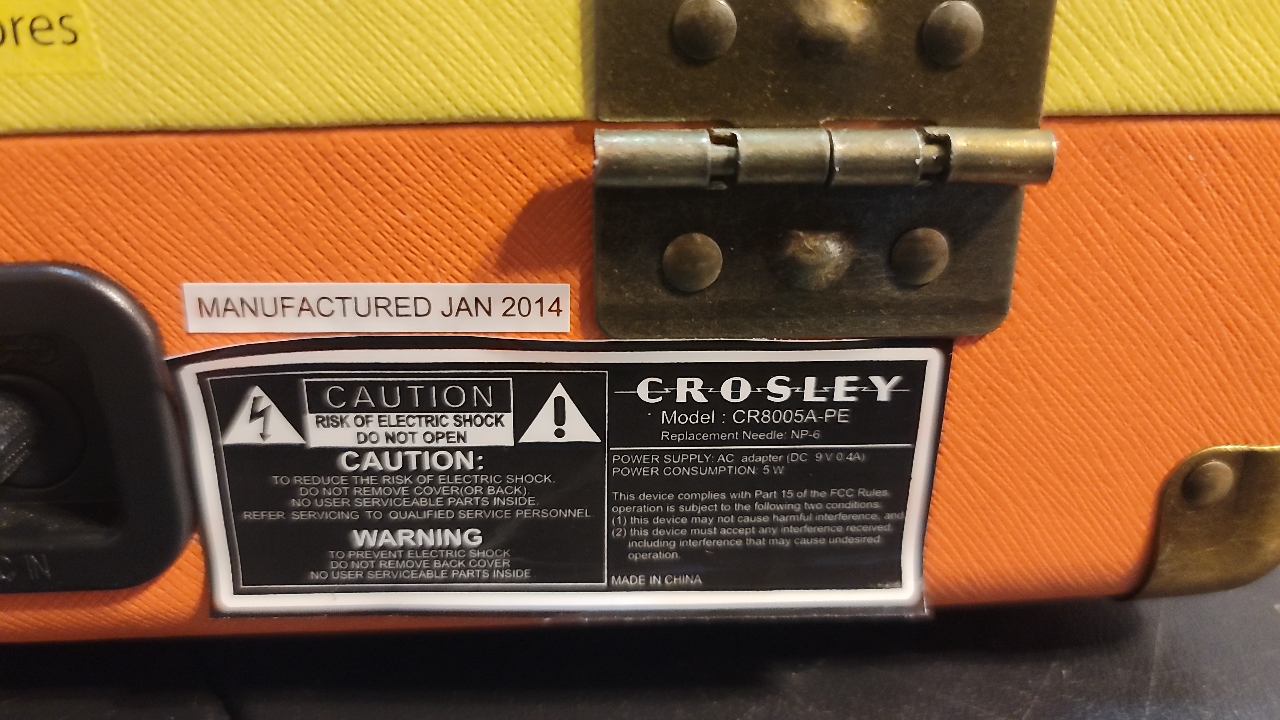 ores
MANUFACTURED JAN 2014
CAUTION
RISK OF ELECTRIC SHOCK
DO NOT OPEN
CAUTION:
TO REDUCE THE RISK OF ELECTRIC SHOCK.
DO NOT REMOVE COVER(OR BACK).
NO USER SERVICEABLE PARTS INSIDE.
REFER SERVICING TO QUALIFIED SERVICE PERSONNEL
WARNING
TO PREVENT ELECTRIC SHOCK
DO NOT REMOVE BACK COVER
NO USER SERVICEABLE PARTS INSIDE
CROSLEY
Model : CR8005A-PE
Replacement Needle: NP-6
POWER SUPPLY: AC adapter (DC 9V 0.4A)
POWER CONSUMPTION: 5 W
This device complies with Part 15 of the FCC Rules
operation is subject to the following two conditions:
(1) this device may not cause harmful interference, and
(2) this device must accept any interference received,
including interference that may cause undesired
operation.
MADE IN CHINA
IN